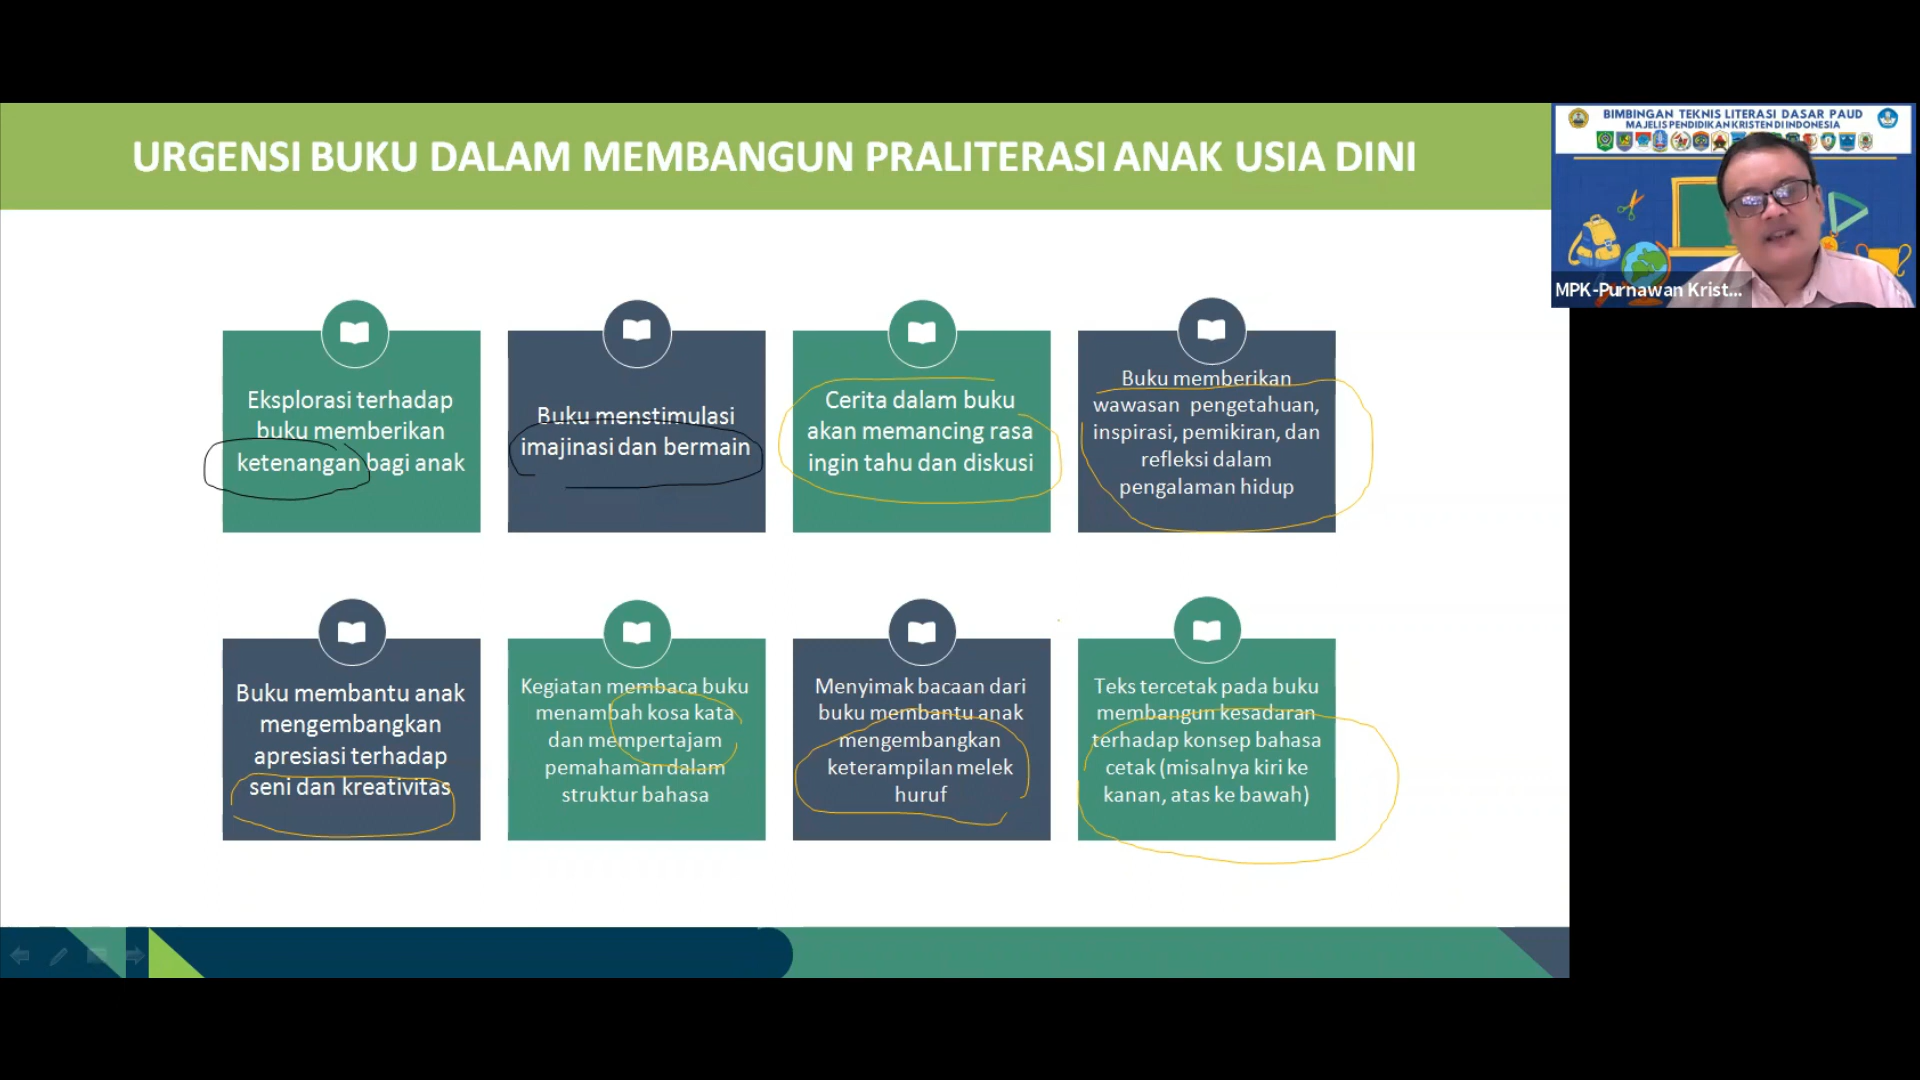 URGENSI BUKU DALAM MEMBANGUN PRALITERASI ANAK USIA DINI
BIMBINGAN TEKNIS LITERASI DASAR PAUD
MAJELIS PENDIDIKAN KRISTEN DI INDONESIA
MPK-Purnawan Krist...
Eksplorasi terhadap
buku memberikan
ketenangan bagi anak
Buku menstimulasi
imajinasi dan bermain
Cerita dalam buku
akan memancing rasa
ingin tahu dan diskusi
Buku memberikan
wawasan pengetahuan,
inspirasi, pemikiran, dan
refleksi dalam
pengalaman hidup
Buku membantu anak
mengembangkan
apresiasi terhadap
seni dan kreativitas
Kegiatan membaca buku
menambah kosa kata
dan mempertajam
pemahaman dalam
struktur bahasa
Menyimak bacaan dari
buku membantu anak
mengembangkan
keterampilan melek
huruf
Teks tercetak pada buku
membangun kesadaran
terhadap konsep bahasa
cetak (misalnya kiri ke
kanan, atas ke bawah)